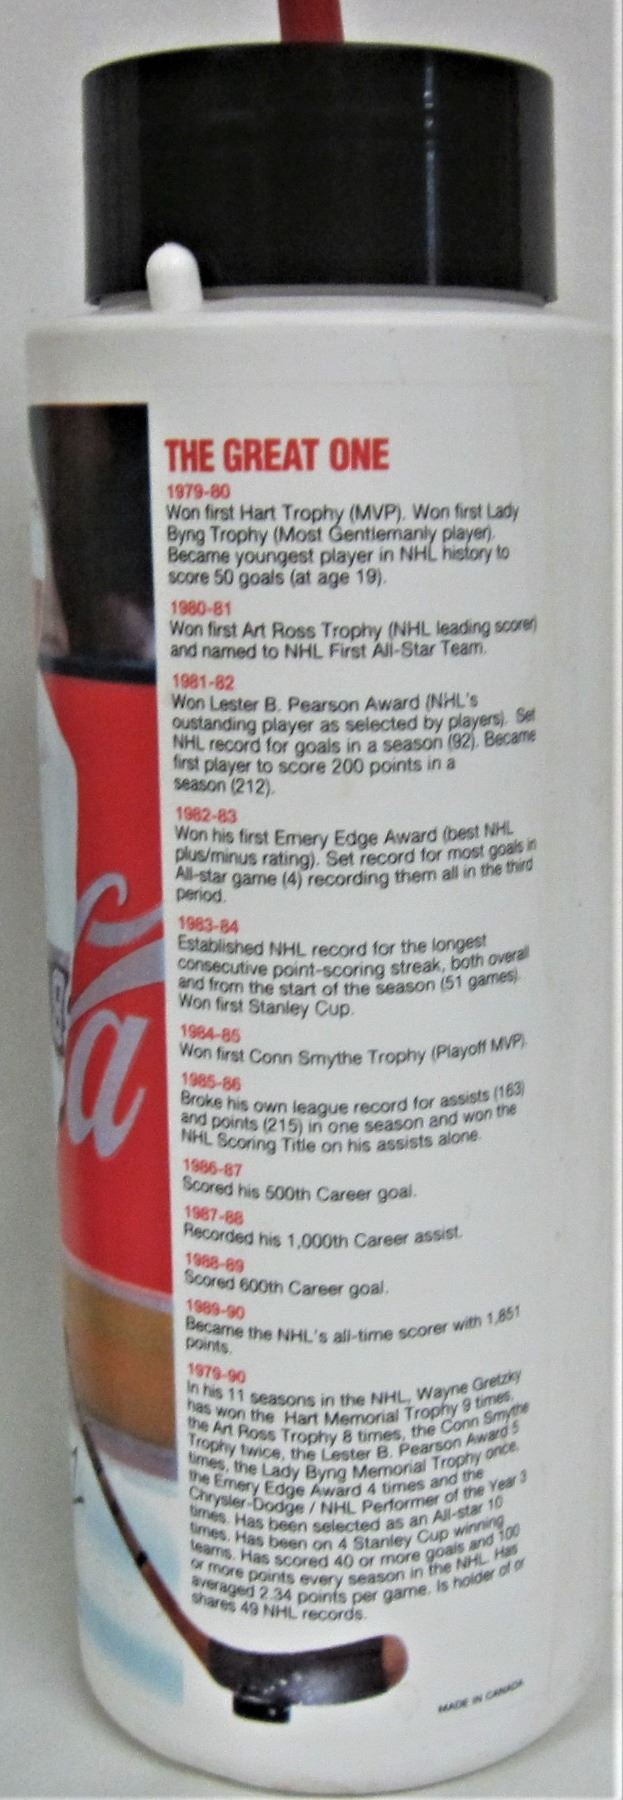 THE GREAT ONE
1979-80
Won first Hart Trophy (MVP). Won first Lady
Byng Trophy (Most Gentlemanly player).
Became youngest player in NHL history to
score 50 goals (at age 19).
1980-81
Won first Art Ross Trophy (NHL leading scorer)
and named to NHL First All-Star Team.
1981-82
Won Lester B. Pearson Award (NHL's
oustanding player as selected by players). Set
NHL record for goals in a season (92). Became
first player to score 200 points in a
season (212).
1982-83
Won his first Emery Edge Award (best NHL
plus/minus rating). Set record for most goals in
All-star game (4) recording them all in the third
period.
1983-84
Established NHL record for the longest
consecutive point-scoring streak, both overall
and from the start of the season (51 games).
Won first Stanley Cup.
1984-85
Won first Conn Smythe Trophy (Playoff MVP).
1985-86
Broke his own league record for assists (163)
and points (215) in one season and won the
NHL Scoring Title on his assists alone.
1986-87
Scored his 500th Career goal.
1987-88
Recorded his 1,000th Career assist.
1988-89
Scored 600th Career goal.
1989-90
Became the NHL's all-time scorer with 1,851
points.
1979-90
In his 11 seasons in the NHL, Wayne Gretzky
has won the Hart Memorial Trophy 9 times,
the Art Ross Trophy 8 times, the Conn Smythe
Trophy twice, the Lester B. Pearson Award 5
times, the Lady Byng Memorial Trophy once,
the Emery Edge Award 4 times and the
Chrysler-Dodge / NHL Performer of the Year 3
times. Has been selected as an All-star 10
times. Has been on 4 Stanley Cup winning
teams. Has scored 40 or more goals and 100
or more points every season in the NHL. Has
averaged 2.34 points per game. Is holder of or
shares 49 NHL records.
MADE IN CANADA